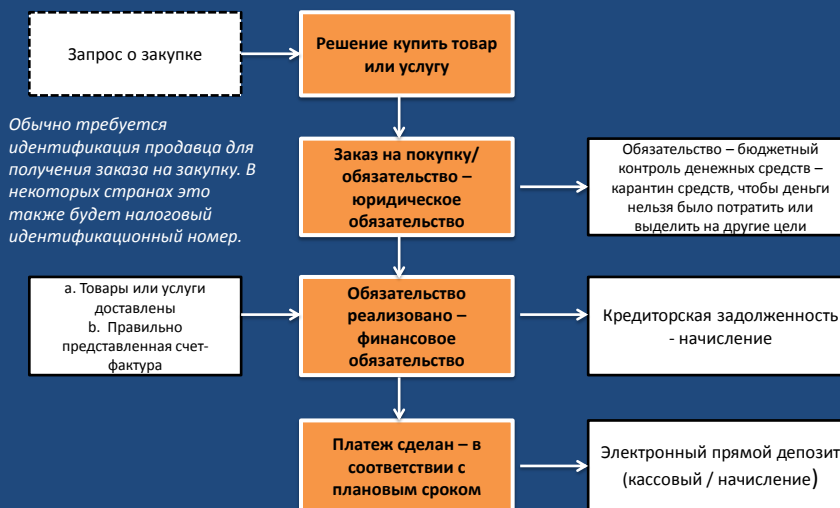 Запрос о закупке
Решение купить товар
или услугу
Обычно требуется
идентификация продавца для
получения заказа на закупку. В
некоторых странах это
также будет налоговый
идентификационный номер.
Заказ на покупку/
обязательство –
юридическое
обязательство
Обязательство – бюджетный
контроль денежных средств –
карантин средств, чтобы деньги
нельзя было потратить или
выделить на другие цели
a. Товары или услуги
доставлены
b. Правильно
представленная счет-
фактура
Обязательство
реализовано –
финансовое
обязательство
Кредиторская задолженность
- начисление
Платеж сделан – в
соответствии с
плановым сроком
Электронный прямой депозит
(кассовый / начисление)